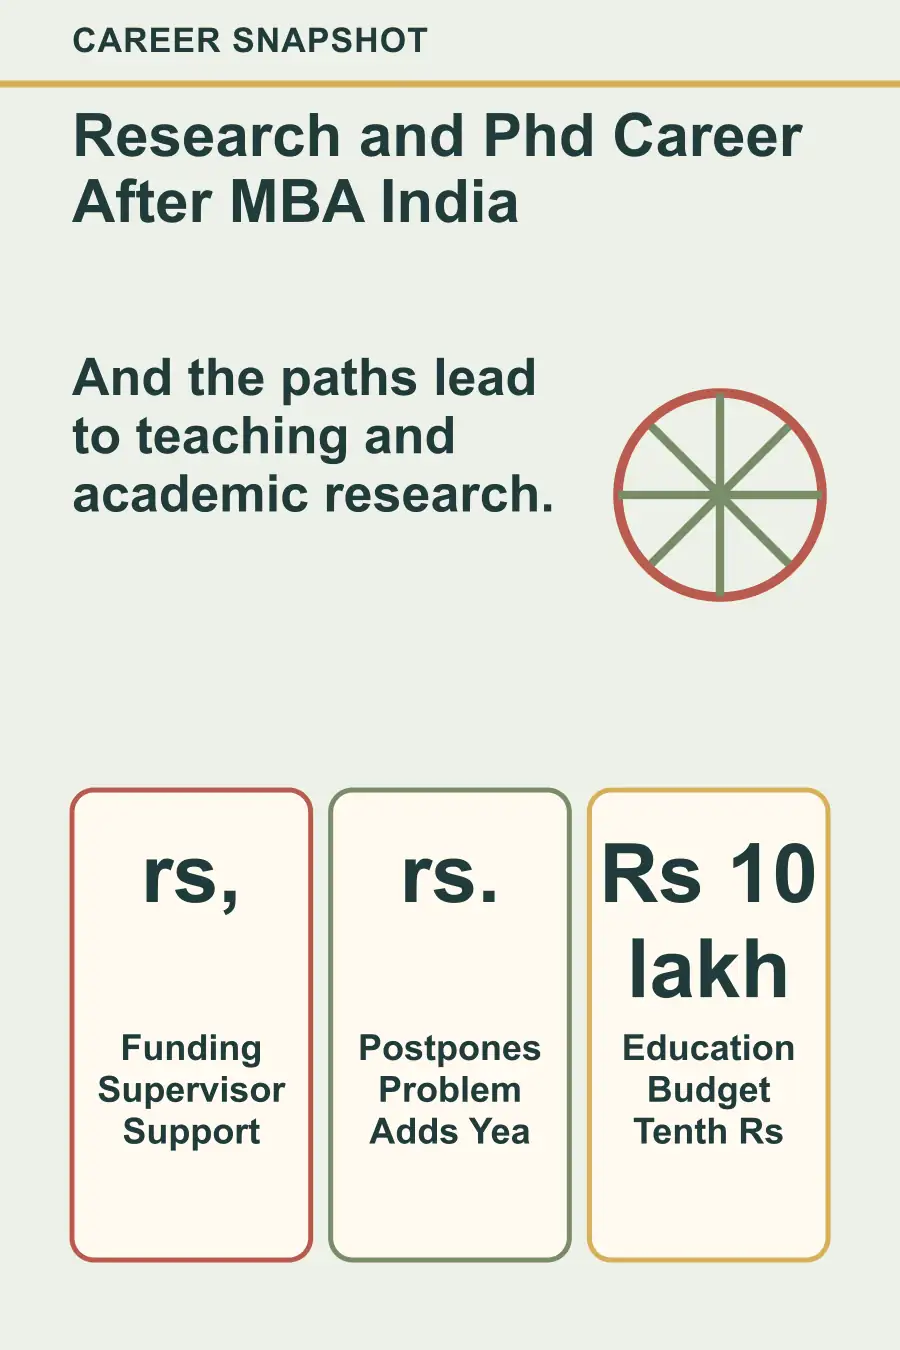 CAREER SNAPSHOT
Research and Phd Career
After MBA India
And the paths lead
to teaching and
academic research.
rs,
Funding
Supervisor
Support
rs.
Postpones
Problem
Adds Yea
Rs 10
lakh
Education
Budget
Tenth Rs